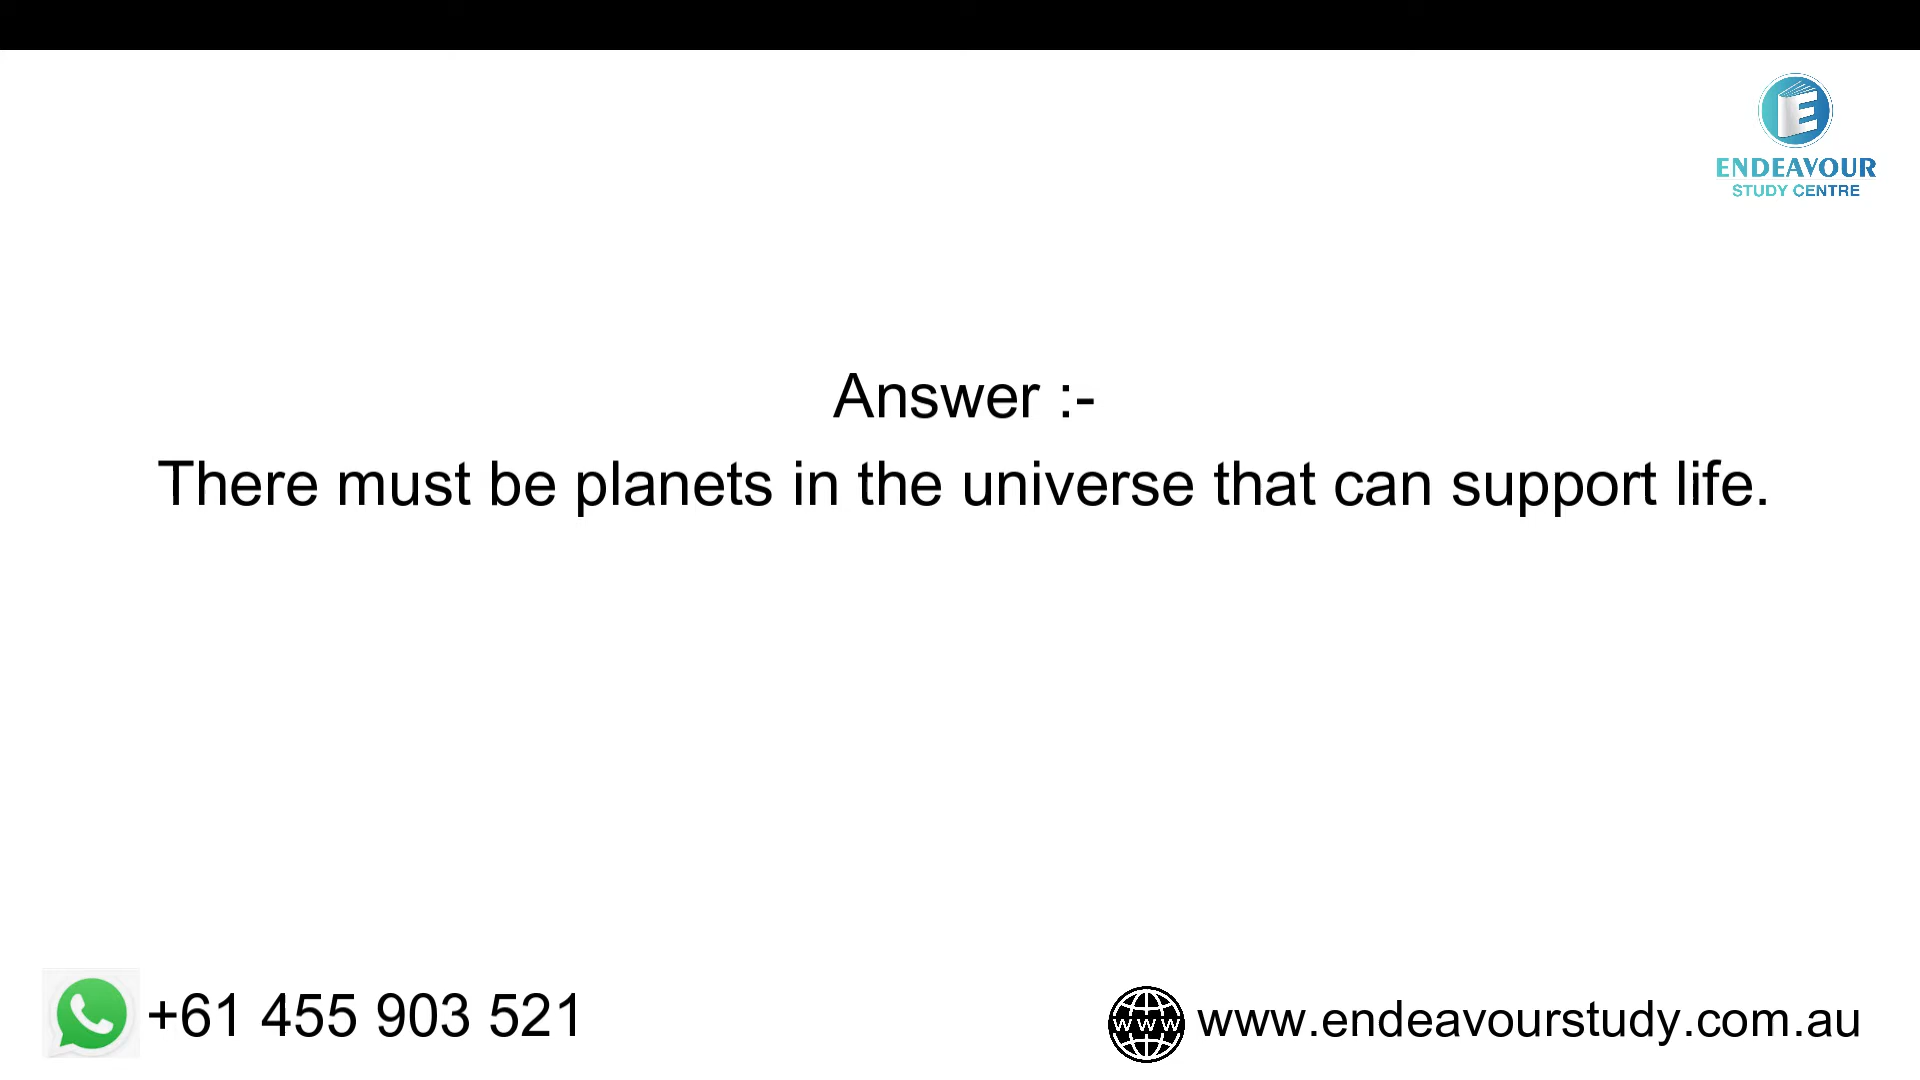 ENDEAVOUR
STUDY CENTRE
Answer :-
There must be planets in the universe that can support life.
+61 455 903 521
www
www.endeavourstudy.com.au